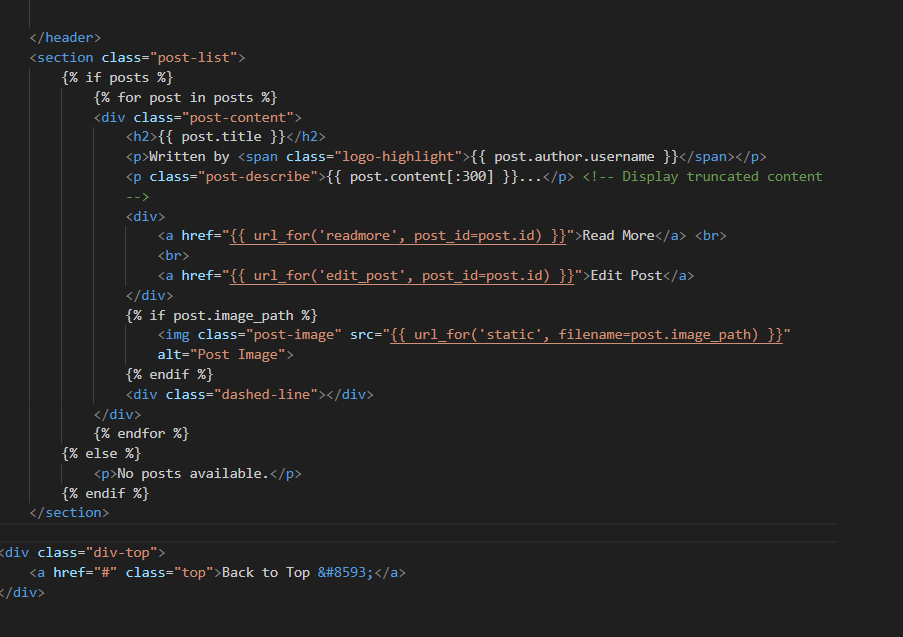 </header>
<section class="post-list">
{% if posts %}
{% for post in posts %}
<div class="post-content">
<h2>{{ post.title }}</h2>
<p>Written by <span class="logo-highlight">{{ post.author.username }}</span></p>
<p class="post-describe">{{ post.content[:300] }}...</p> <!-- Display truncated content
-->
<div>
<a href="{{ url_for('readmore', post_id=post.id) }}">Read More</a> <br>
<br>
<a href="{{ url_for('edit_post', post_id=post.id) }}">Edit Post</a>
</div>
{% if post.image_path %}
<img class="post-image" src="{{ url_for('static', filename=post.image_path) }}"
alt="Post Image">
{% endif %}
<div class="dashed-line"></div>
</div>
{% endfor %}
{% else %}
<p>No posts available.</p>
{% endif %}
</section>
<div class="div-top">
<a href="#" class="top">Back to Top &#8593;</a>
</div>